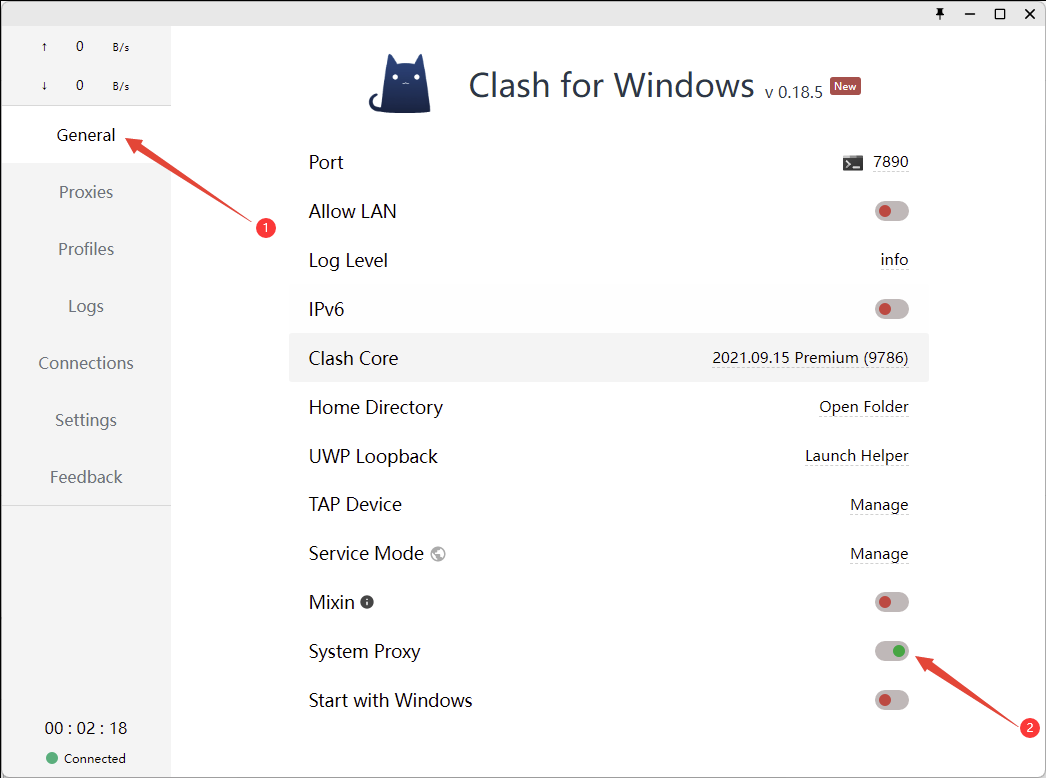 ↑ 0 B/s
↓ 0 B/s
General
Proxies
Profiles
Logs
Connections
Settings
Feedback
00 : 02 : 18
Connected
1
Clash for Windows v 0.18.5 New
Port 7890
Allow LAN
Log Level info
IPv6
Clash Core 2021.09.15 Premium (9786)
Home Directory Open Folder
UWP Loopback Launch Helper
TAP Device Manage
Service Mode Manage
Mixin
System Proxy
Start with Windows
2